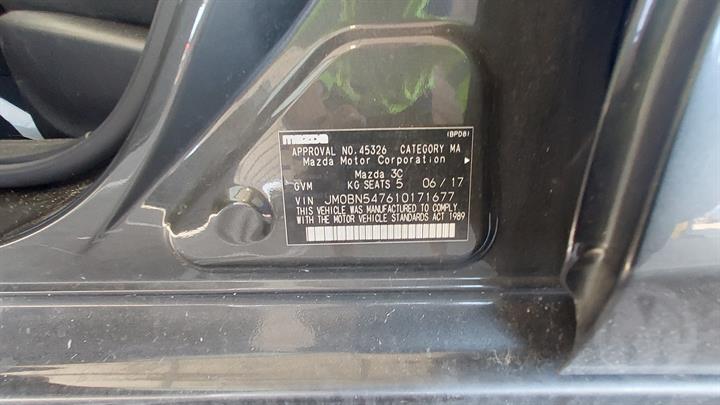 mazda (BPD8)
APPROVAL NO.45326 CATEGORY MA
Mazda Motor Corporation
Mazda 3C
GVM KG SEATS 5 06/17
VIN JM0BN547610171677
THIS VEHICLE WAS MANUFACTURED TO COMPLY
WITH THE MOTOR VEHICLE STANDARDS ACT 1989